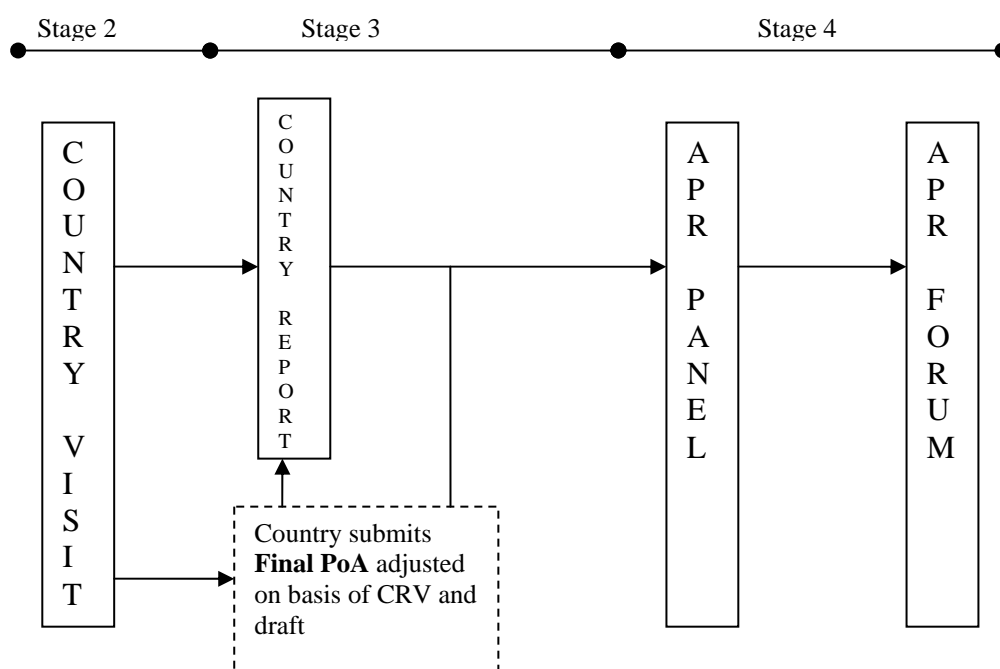 Stage 2
Stage 3
Stage 4
COUNTRY VISIT
COUNTRY REPORT
APR PANEL
APR FORUM
Country submits
Final PoA adjusted
on basis of CRV and
draft